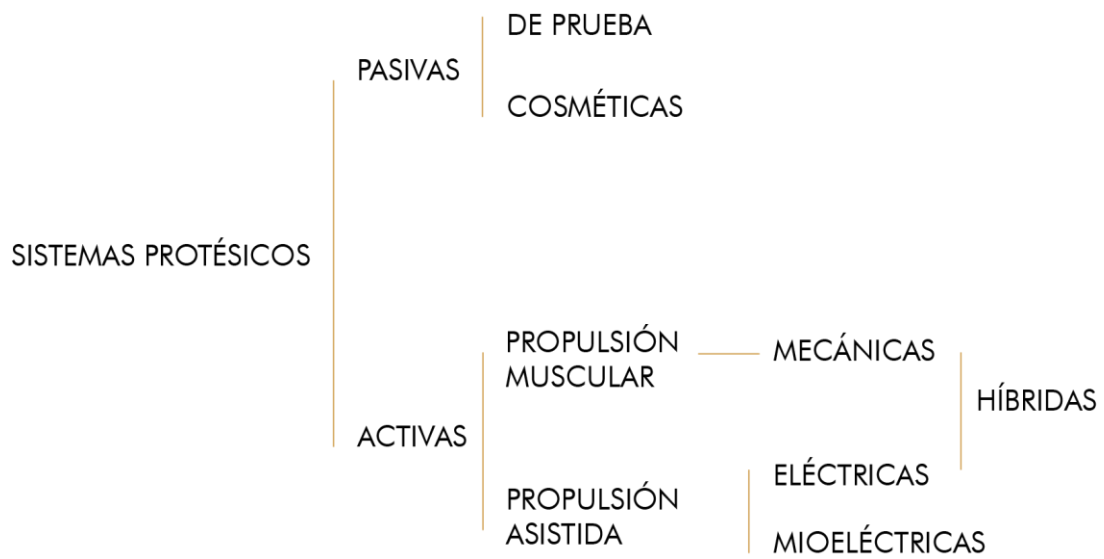 DE PRUEBA
PASIVAS
COSMÉTICAS
SISTEMAS PROTÉSICOS
PROPULSIÓN
MUSCULAR
MECÁNICAS
HÍBRIDAS
ACTIVAS
ELÉCTRICAS
PROPULSIÓN
ASISTIDA
MIOELÉCTRICAS